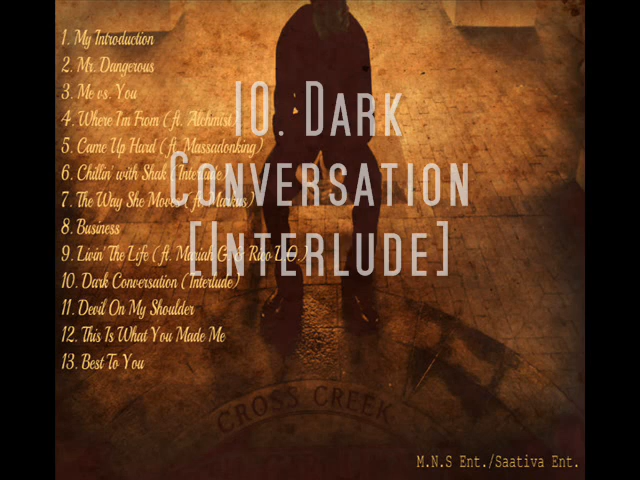 1. My Introduction
2. Mr. Dangerous
3. Me vs. You
4. Where I'm From (ft. Alchmist)
5. Came Up Hard (ft. Massadonking)
6. Chillin' with Shak (Interlude)
7. The Way She Moves (ft. Markus)
8. Business
9. Livin' The Life (ft. Mariah G. & Rico L.O.)
10. Dark Conversation (Interlude)
11. Devil On My Shoulder
12. This Is What You Made Me
13. Best To You
10. Dark
Conversation
[Interlude]
CROSS CREEK
M.N.S Ent./Saativa Ent.